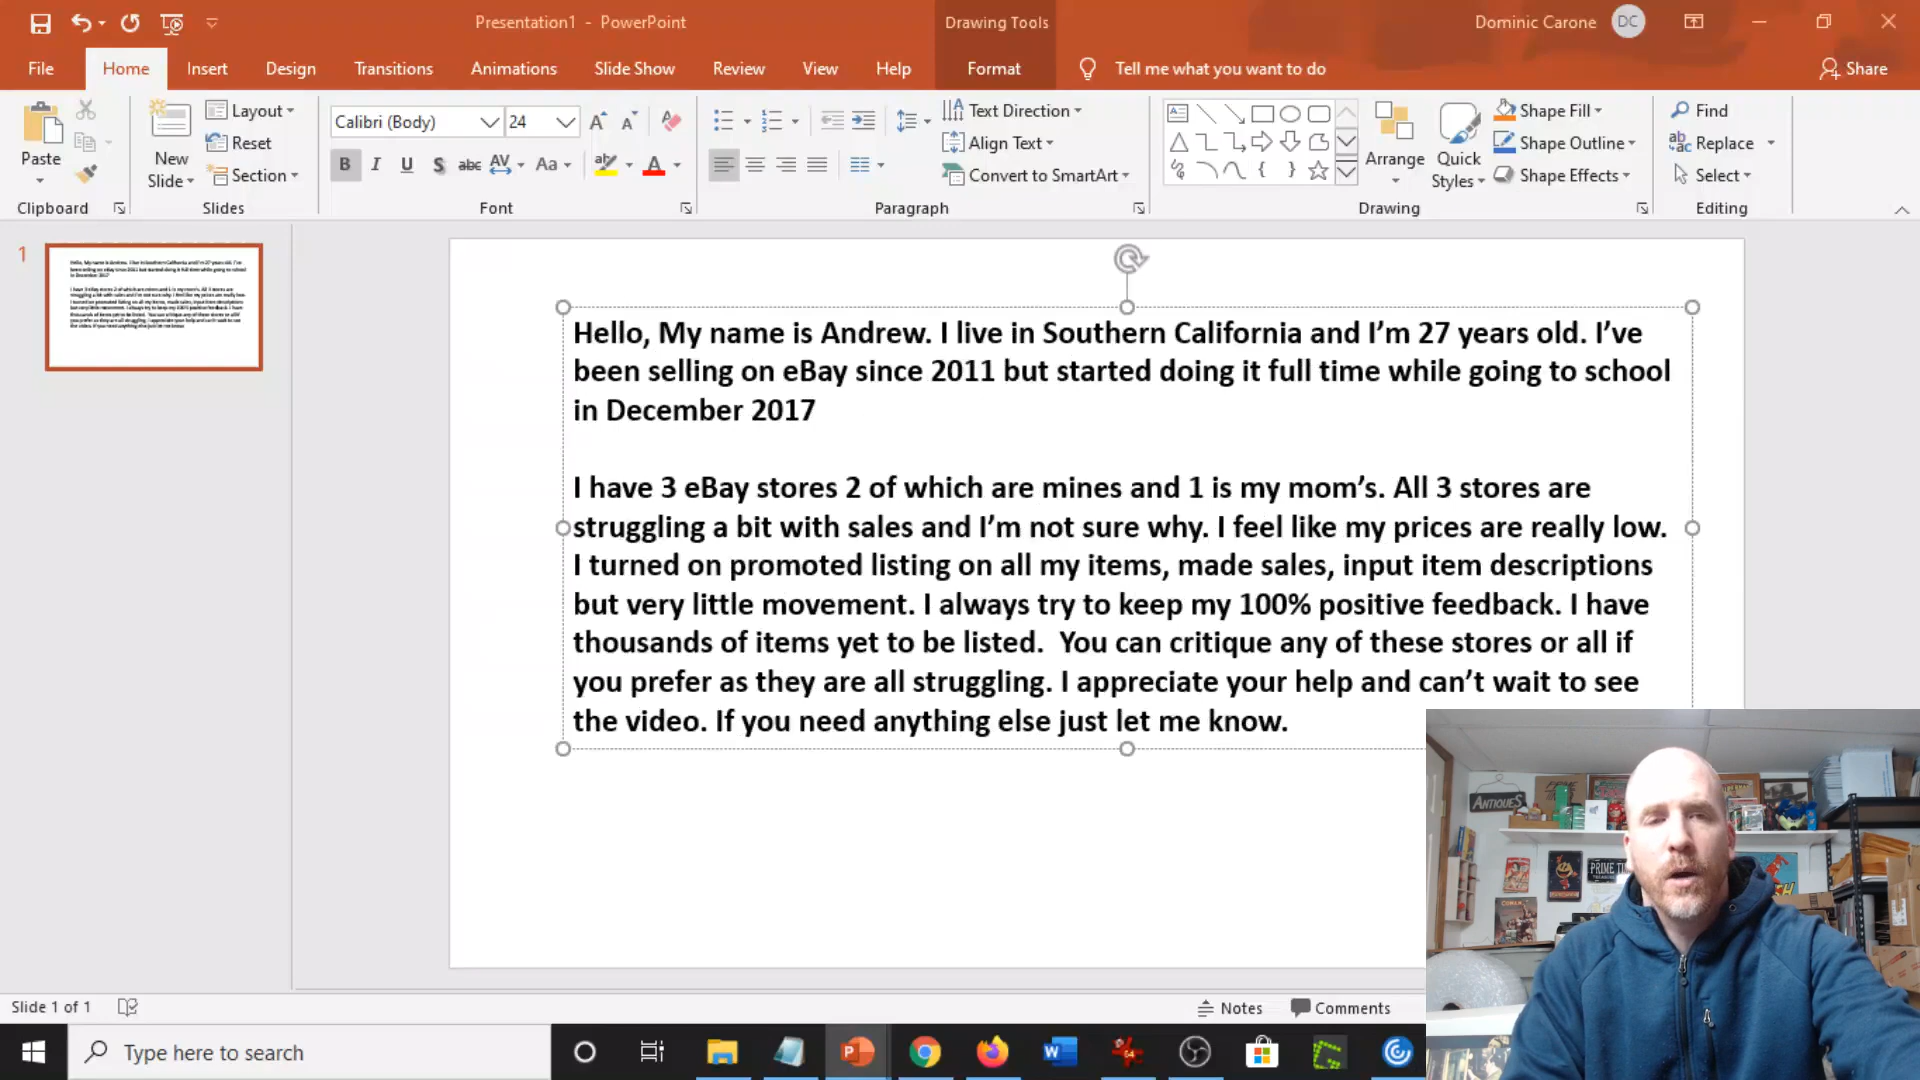 Presentation1 - PowerPoint
Drawing Tools
Dominic Carone
DC
File
Home
Insert
Design
Transitions
Animations
Slide Show
Review
View
Help
Format
Tell me what you want to do
Share
Paste
New Slide
Layout
Reset
Section
Calibri (Body)
24
B
I
U
S
abc
AV
Aa
A
Text Direction
Align Text
Convert to SmartArt
Arrange
Quick Styles
Shape Fill
Shape Outline
Shape Effects
Find
Replace
Select
Clipboard
Slides
Font
Paragraph
Drawing
Editing
1
Hello, My name is Andrew. I live in Southern California and I’m 27 years old. I’ve
been selling on eBay since 2011 but started doing it full time while going to school
in December 2017
I have 3 eBay stores 2 of which are mines and 1 is my mom’s. All 3 stores are
struggling a bit with sales and I’m not sure why. I feel like my prices are really low.
I turned on promoted listing on all my items, made sales, input item descriptions
but very little movement. I always try to keep my 100% positive feedback. I have
thousands of items yet to be listed.  You can critique any of these stores or all if
you prefer as they are all struggling. I appreciate your help and can’t wait to see
the video. If you need anything else just let me know.
ANTIQUES
PRIME TI
Slide 1 of 1
Notes
Comments
Type here to search